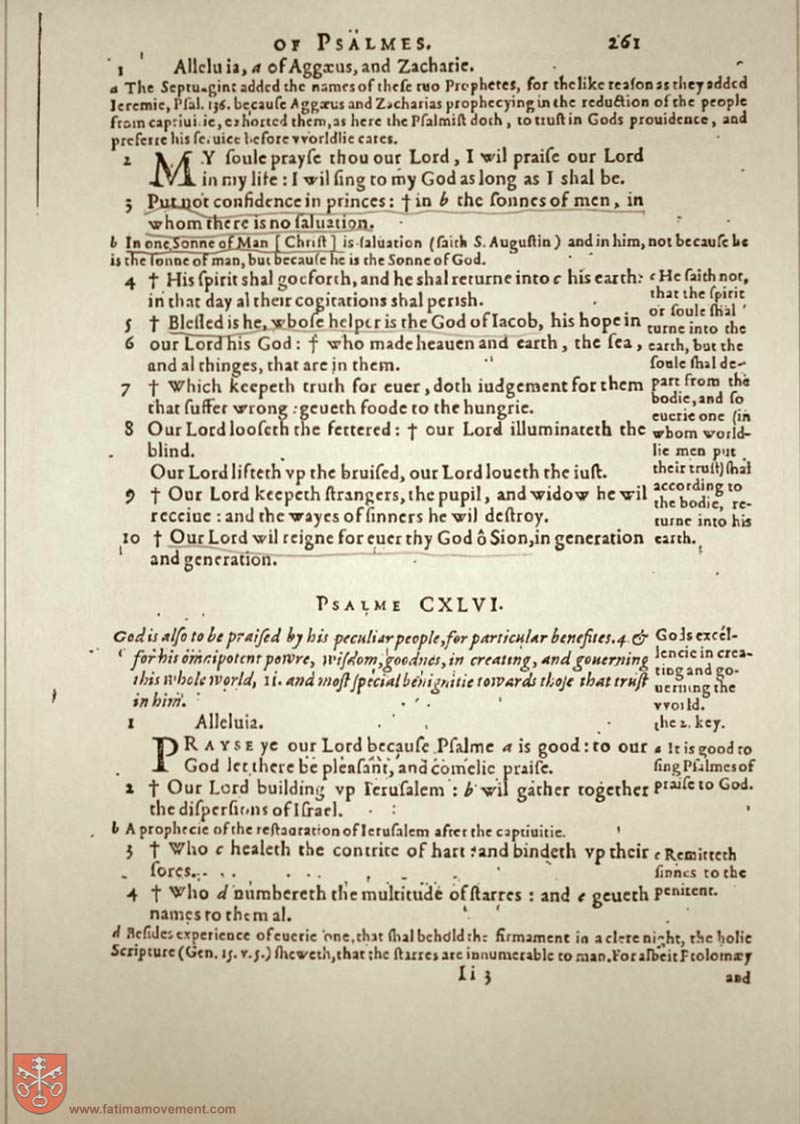 OF PSALMES. 261
1 Alleluia, a of Aggæus, and Zacharie.
a The Septuagint added the names of these two Prophetes, for the like reaſon as they added
Ieremie, Pſal. 136. becauſe Aggæus and Zacharias prophecying in the reduction of the people
from captiuitie, exhorted them, as here the Pſalmiſt doth, to truſt in Gods prouidence, and
preferre his ſeruice before vvorldlie cares.
2 MY ſoule prayſe thou our Lord, I wil praiſe our Lord
in my life: I wil ſing to my God as long as I shal be.
3 Put not confidence in princes: † in b the ſonnes of men, in
whom there is no ſaluation.
b In one Sonne of Man [Chriſt] is ſaluation (ſaith S. Auguſtin) and in him, not becauſe he
is the ſonne of man, but becauſe he is the Sonne of God.
4 † His ſpirit shal goe forth, and he shal returne into c his earth:
in that day al their cogitations shal perish.
5 † Bleſſed is he, whoſe helper is the God of Iacob, his hope in
6 our Lord his God: † who made heauen and earth, the ſea,
and al thinges, that are in them.
7 † Which keepeth truth for euer, doth iudgement for them
that ſuffer wrong: geueth foode to the hungrie.
8 Our Lord looſeth the fettered: † our Lord illuminateth the
blind.
Our Lord lifteth vp the bruiſed, our Lord loueth the iuſt.
9 † Our Lord keepeth strangers, the pupil, and widow he wil
receiue: and the wayes of ſinners he wil deſtroy.
10 † Our Lord wil reigne for euer thy God ô Sion, in generation
and generation.
c He ſaith not,
that the ſpirit
or ſoule ſhal
turne into the
earth, but the
ſoule ſhal de-
part from the
bodie, and ſo
euerie one (in
whom world-
lie men put
their truſt) ſhal
according to
the bodie, re-
turne into his
earth.
PSALME CXLVI.
God is alſo to be praiſed by his peculiar people, for particular benefites. 4. &
for his omnipotent powre, wiſdom, goodnes, in creating, and gouerning
this whole world, 11. and moſt ſpecial benignitie towards thoſe that truſt
in him.
Gods excel-
lencie in crea-
ting and go-
uerning the
vvorld.
the 2. key.
1 Alleluia.
PRAYSE ye our Lord becauſe Pſalme a is good: to our
God let there be pleaſant, and comelie praiſe.
2 † Our Lord building vp Ieruſalem: b wil gather together
the diſperſions of Iſrael.
a It is good to
ſing Pſalmes of
praiſe to God.
b A prophecie of the reſtauration of Ieruſalem after the captiuitie.
3 † Who c healeth the contrite of hart: and bindeth vp their
ſores.
4 † Who d numbereth the multitude of ſtarres: and e geueth
names to them al.
c Remitteth
ſinnes to the
penitent.
d Beſides experience of euerie one, that shal behold the firmament in a clere night, the holie
Scripture (Gen. 15. v. 5.) ſheweth, that the ſtarres are innumerable to man. For albeit Ptolomæy
Ii 3 and
www.fatimamovement.com